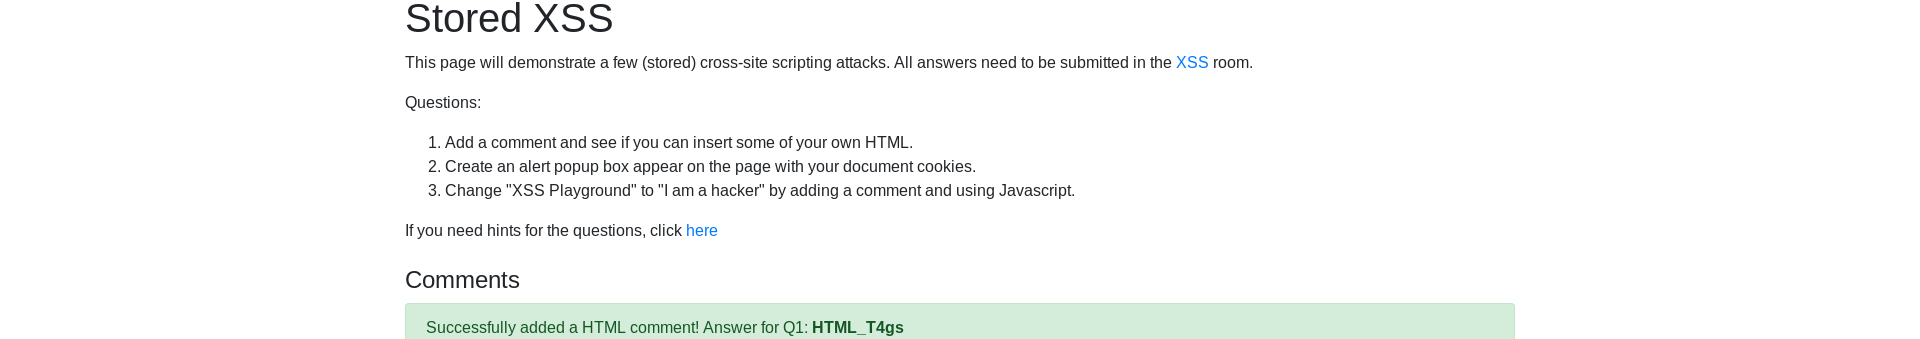 Stored XSS
This page will demonstrate a few (stored) cross-site scripting attacks. All answers need to be submitted in the XSS room.
Questions:
1. Add a comment and see if you can insert some of your own HTML.
2. Create an alert popup box appear on the page with your document cookies.
3. Change "XSS Playground" to "I am a hacker" by adding a comment and using Javascript.
If you need hints for the questions, click here
Comments
Successfully added a HTML comment! Answer for Q1: HTML_T4gs